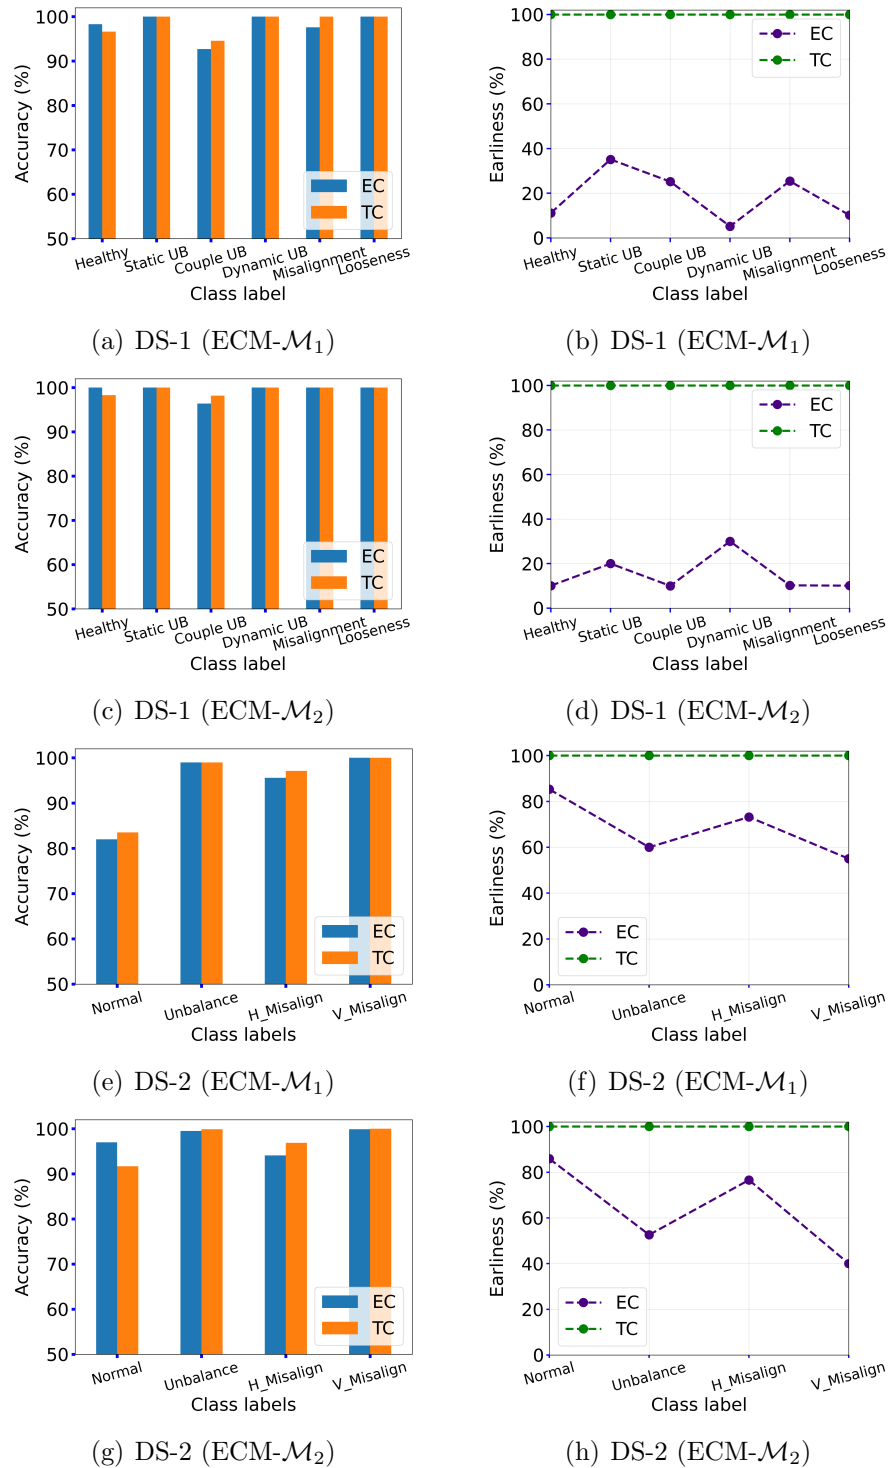 100
90
80
70
60
50
Accuracy (%)
EC
TC
Healthy
Static UB
Couple UB
Dynamic UB
Misalignment
Looseness
Class label
(a) DS-1 (ECM-ℳ₁)
100
80
60
40
20
0
Earliness (%)
EC
TC
Healthy
Static UB
Couple UB
Dynamic UB
Misalignment
Looseness
Class label
(b) DS-1 (ECM-ℳ₁)
100
90
80
70
60
50
Accuracy (%)
EC
TC
Healthy
Static UB
Couple UB
Dynamic UB
Misalignment
Looseness
Class label
(c) DS-1 (ECM-ℳ₂)
100
80
60
40
20
0
Earliness (%)
EC
TC
Healthy
Static UB
Couple UB
Dynamic UB
Misalignment
Looseness
Class label
(d) DS-1 (ECM-ℳ₂)
100
90
80
70
60
50
Accuracy (%)
EC
TC
Normal
Unbalance
H_Misalign
V_Misalign
Class labels
(e) DS-2 (ECM-ℳ₁)
100
80
60
40
20
0
Earliness (%)
EC
TC
Normal
Unbalance
H_Misalign
V_Misalign
Class label
(f) DS-2 (ECM-ℳ₁)
100
90
80
70
60
50
Accuracy (%)
EC
TC
Normal
Unbalance
H_Misalign
V_Misalign
Class labels
(g) DS-2 (ECM-ℳ₂)
100
80
60
40
20
0
Earliness (%)
EC
TC
Normal
Unbalance
H_Misalign
V_Misalign
Class label
(h) DS-2 (ECM-ℳ₂)